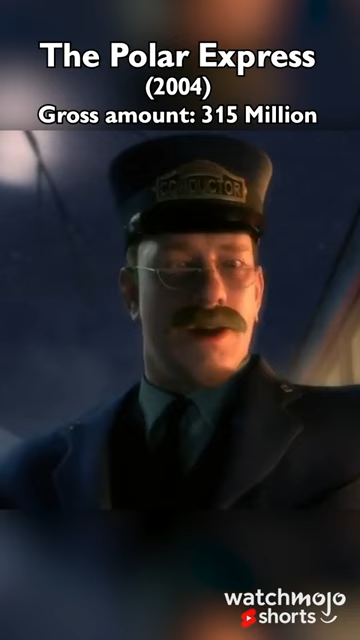 The Polar Express
(2004)
Gross amount: 315 Million
CONDUCTOR
watchmojo
shorts